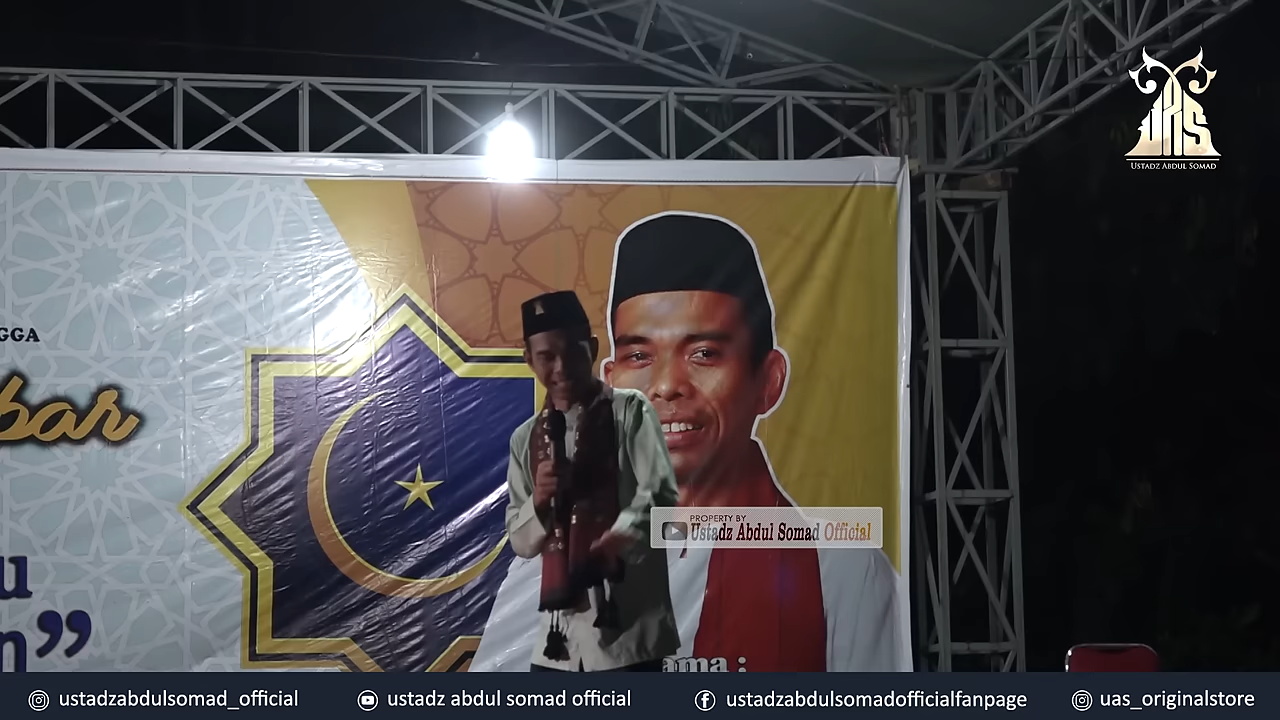 UAS
USTADZ ABDUL SOMAD
GGA
bar
u
n”
PROPERTY BY
Ustadz Abdul Somad Official
ama :
ustadzabdulsomad_official
ustadz abdul somad official
ustadzabdulsomadofficialfanpage
uas_originalstore